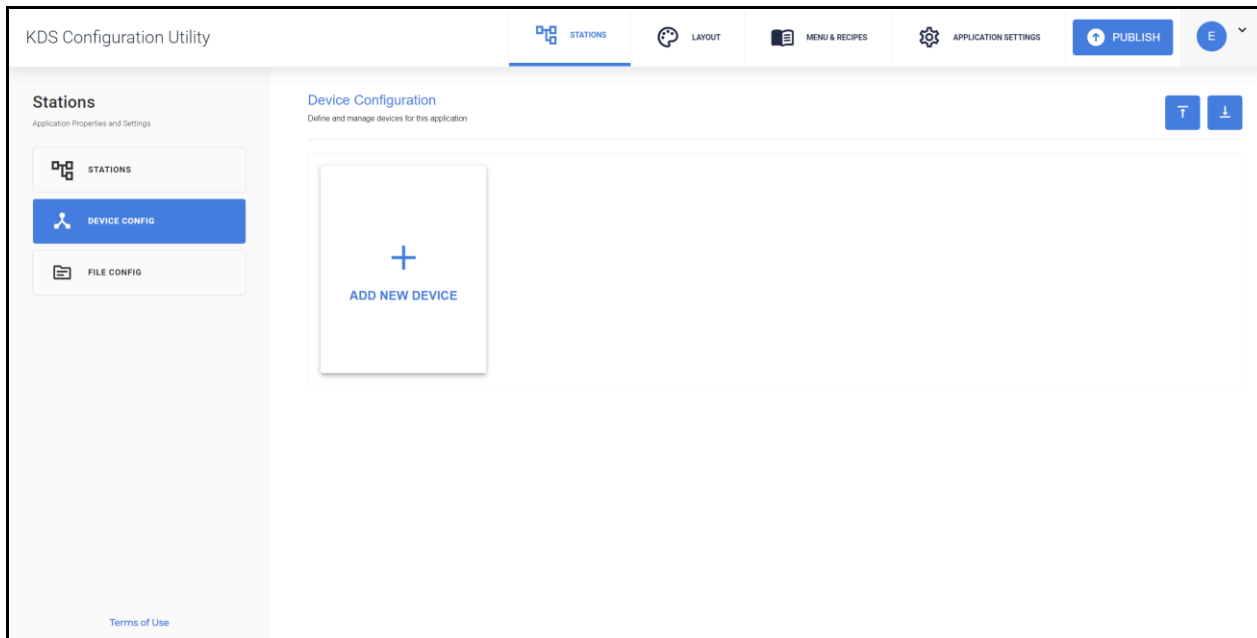 KDS Configuration Utility
STATIONS
LAYOUT
MENU & RECIPES
APPLICATION SETTINGS
PUBLISH
E
Stations
Application Properties and Settings
STATIONS
DEVICE CONFIG
FILE CONFIG
Device Configuration
Define and manage devices for this application
ADD NEW DEVICE
Terms of Use